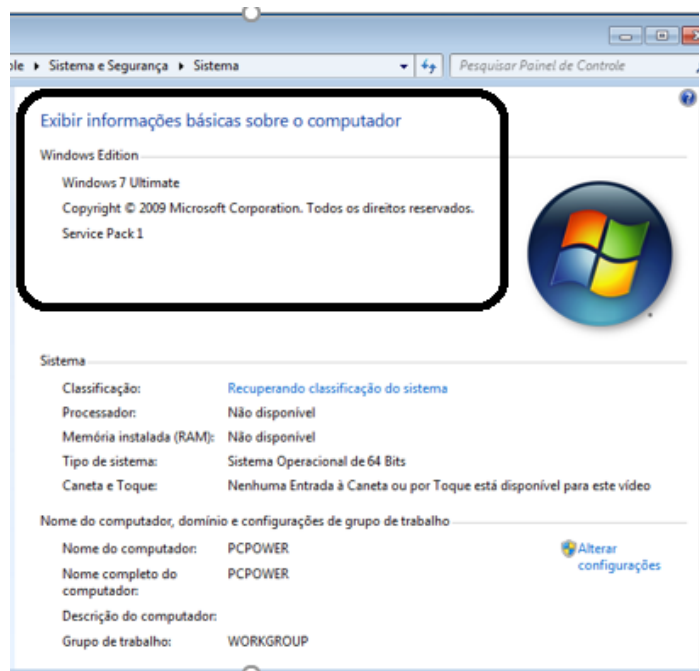 ole ▸ Sistema e Segurança ▸ Sistema
Pesquisar Painel de Controle
Exibir informações básicas sobre o computador
Windows Edition
Windows 7 Ultimate
Copyright © 2009 Microsoft Corporation. Todos os direitos reservados.
Service Pack 1
Sistema
Classificação: Recuperando classificação do sistema
Processador: Não disponível
Memória instalada (RAM): Não disponível
Tipo de sistema: Sistema Operacional de 64 Bits
Caneta e Toque: Nenhuma Entrada à Caneta ou por Toque está disponível para este vídeo
Nome do computador, domínio e configurações de grupo de trabalho
Nome do computador: PCPOWER
Alterar
configurações
Nome completo do PCPOWER
computador:
Descrição do computador:
Grupo de trabalho: WORKGROUP